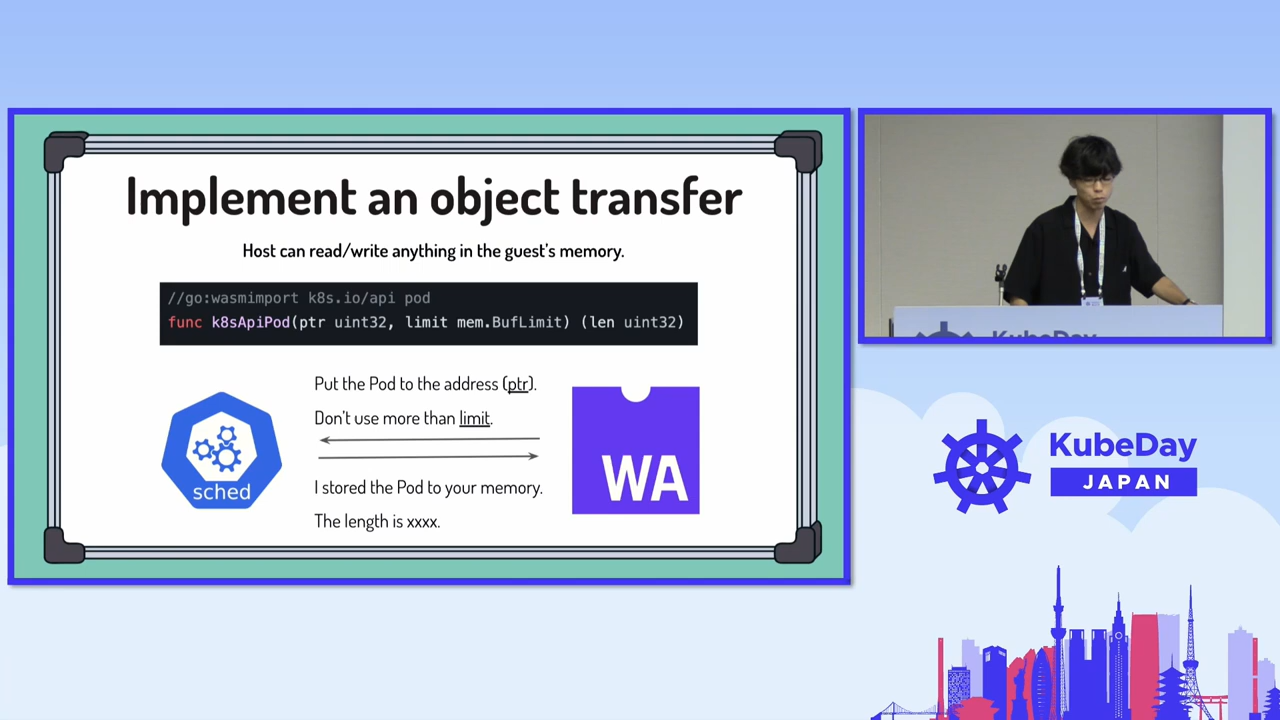 Implement an object transfer
Host can read/write anything in the guest's memory.
//go:wasmimport k8s.io/api pod
func k8sApiPod(ptr uint32, limit mem.BufLimit) (len uint32)
Put the Pod to the address (ptr).
Don't use more than limit.
I stored the Pod to your memory.
The length is xxxx.
sched
WA
KubeDay
KubeDay
JAPAN